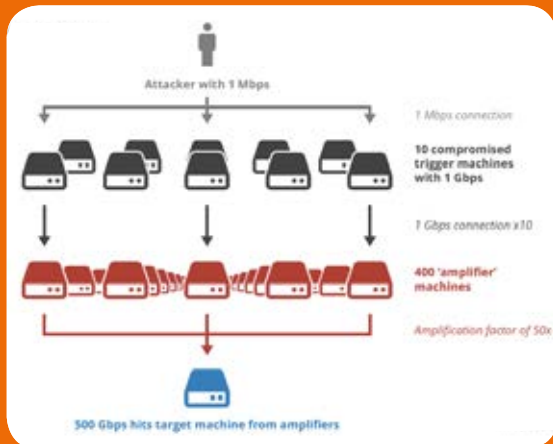 Attacker with 1 Mbps
1 Mbps connection
10 compromised
trigger machines
with 1 Gbps
1 Gbps connection x10
400 'amplifier'
machines
Amplification factor of 50x
500 Gbps hits target machine from amplifiers